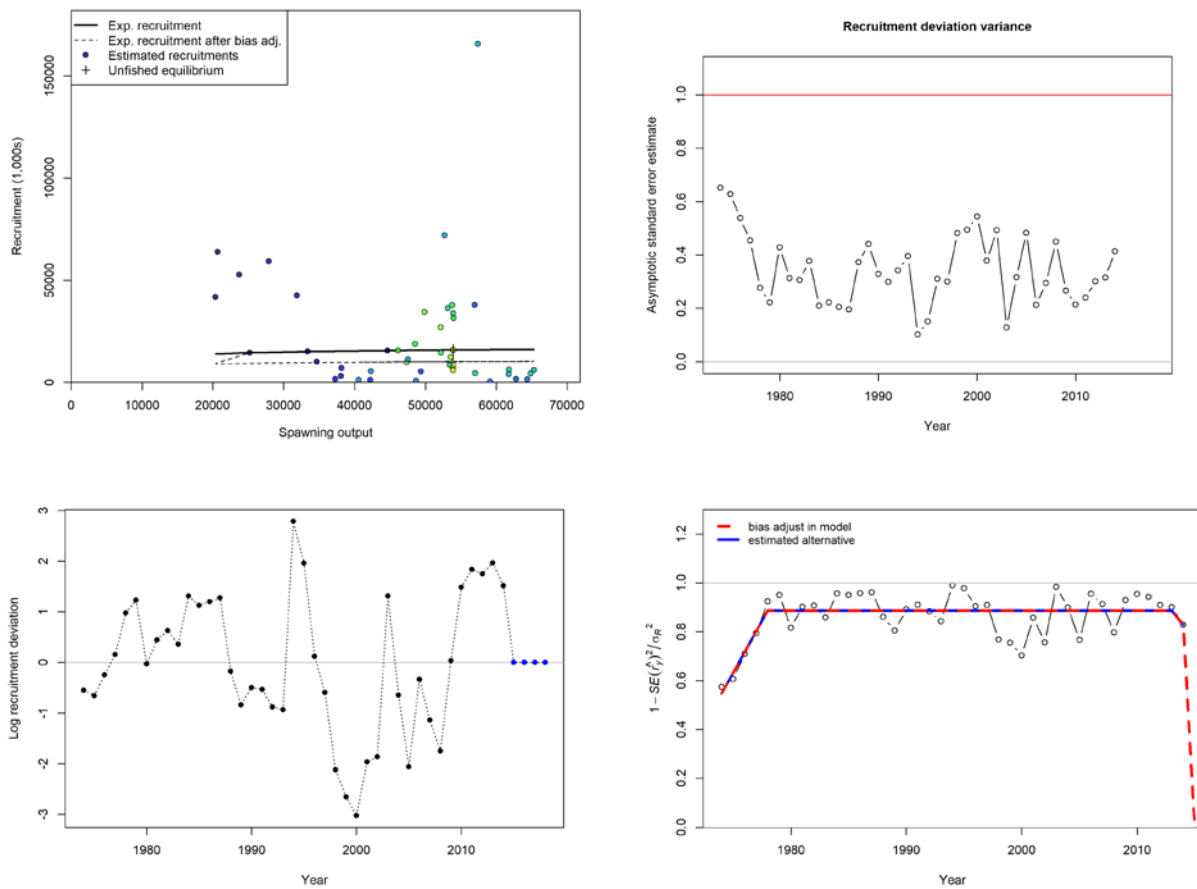 Exp. recruitment
Exp. recruitment after bias adj.
Estimated recruitments
Unfished equilibrium
Recruitment (1,000s)
0
50000
100000
150000
0 10000 20000 30000 40000 50000 60000 70000
Spawning output
Recruitment deviation variance
Asymptotic standard error estimate
0.0
0.2
0.4
0.6
0.8
1.0
1980 1990 2000 2010
Year
Log recruitment deviation
-3
-2
-1
0
1
2
3
1980 1990 2000 2010
Year
bias adjust in model
estimated alternative
1 − SE(r̂y)² / σR²
0.0
0.2
0.4
0.6
0.8
1.0
1.2
1980 1990 2000 2010
Year